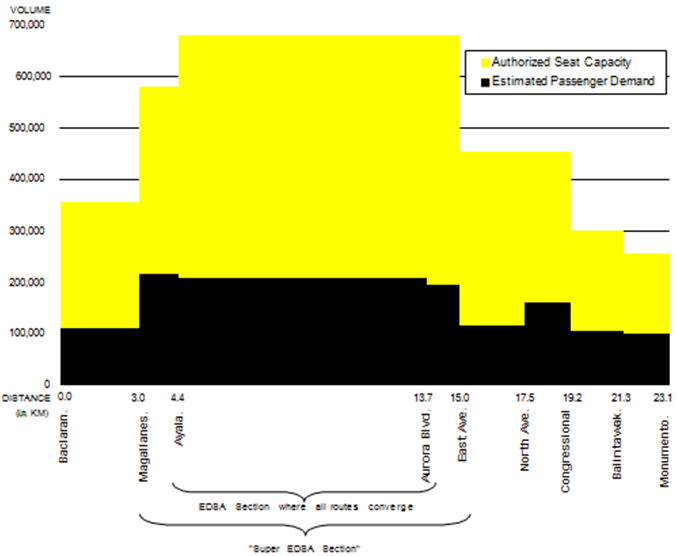 VOLUME
700,000
Authorized Seat Capacity
600,000
Estimated Passenger Demand
500,000
400,000
300,000
200,000
100,000
0
DISTANCE 0.0 3.0 4.4 13.7 15.0 17.5 19.2 21.3 23.1
(in KM)
Baclaran.
Magallanes.
Ayala.
Aurora Blvd.
East Ave.
North Ave.
Congressional
Balintawak.
Monumento.
EDSA Section where all routes converge
"Super EDSA Section"